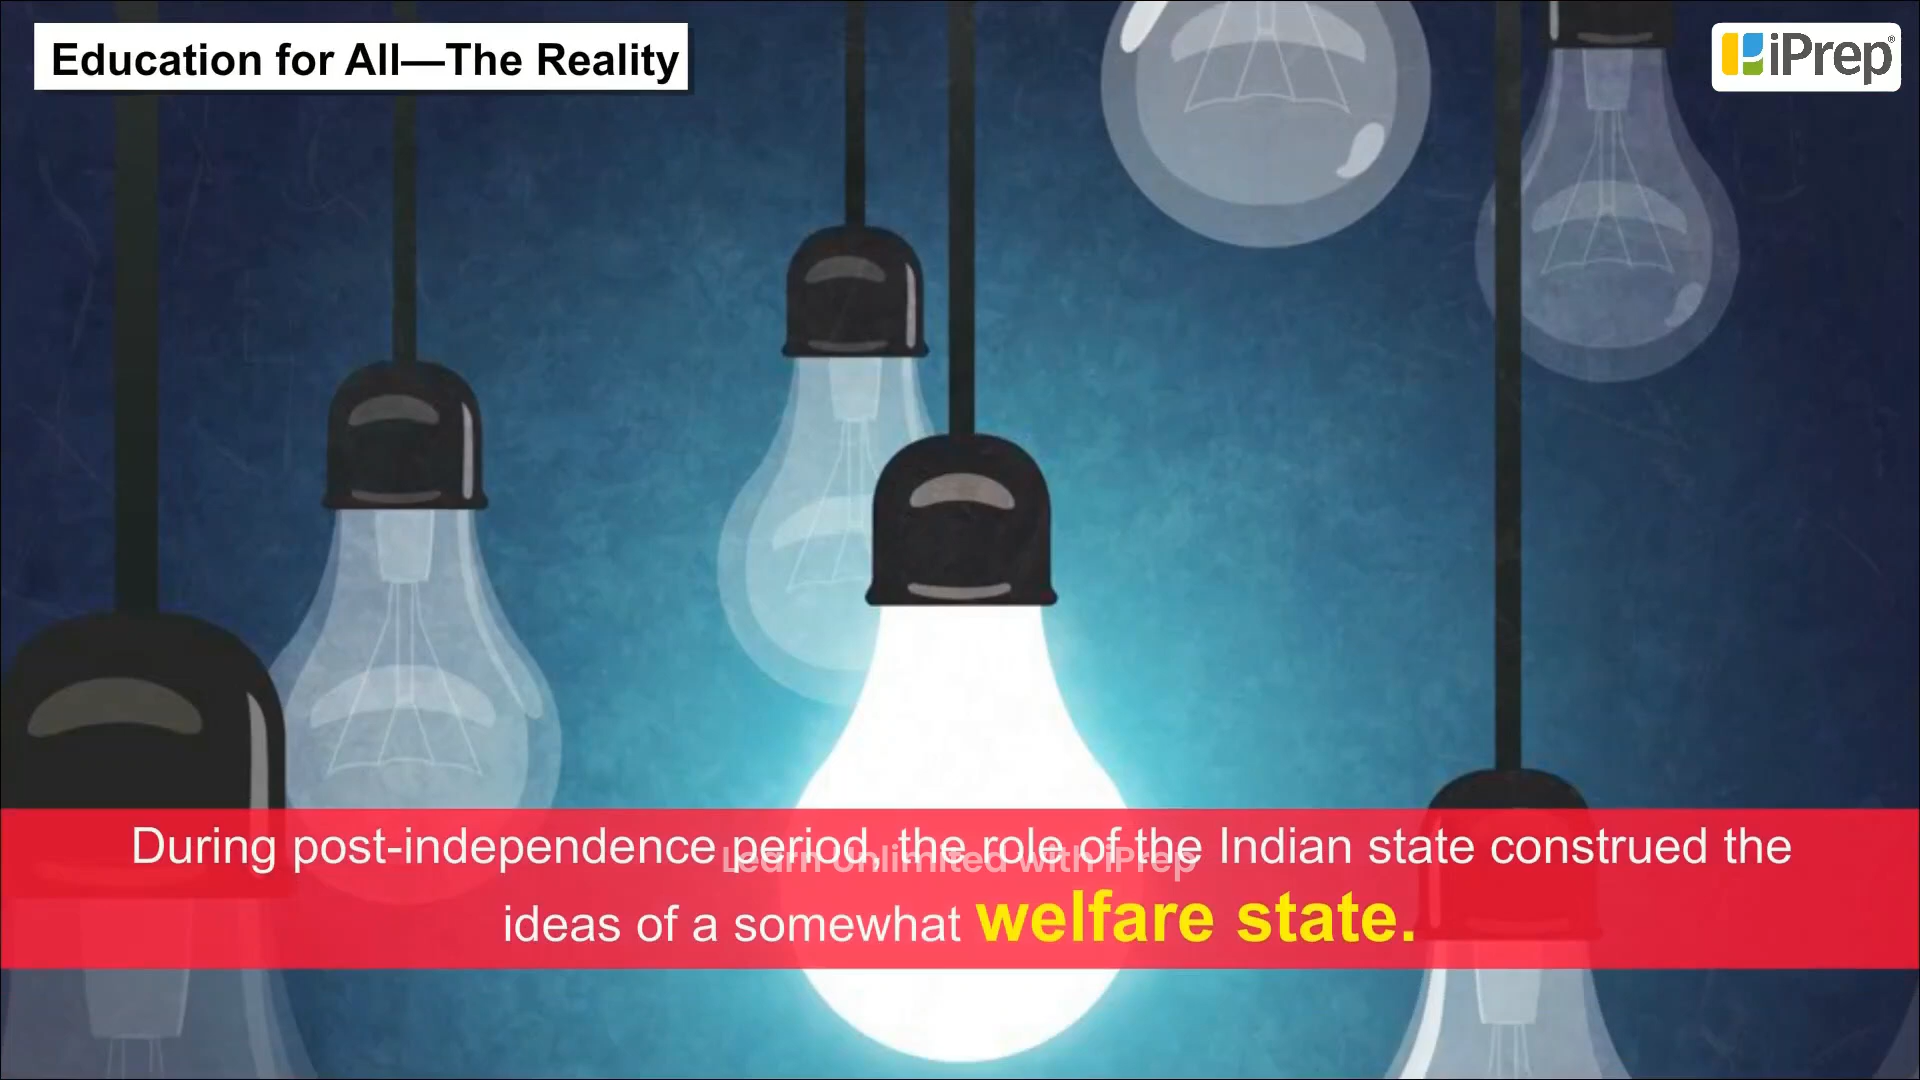 Education for All—The Reality
iPrep®
During post-independence period, the role of the Indian state construed the
Learn Unlimited with iPrep
ideas of a somewhat welfare state.